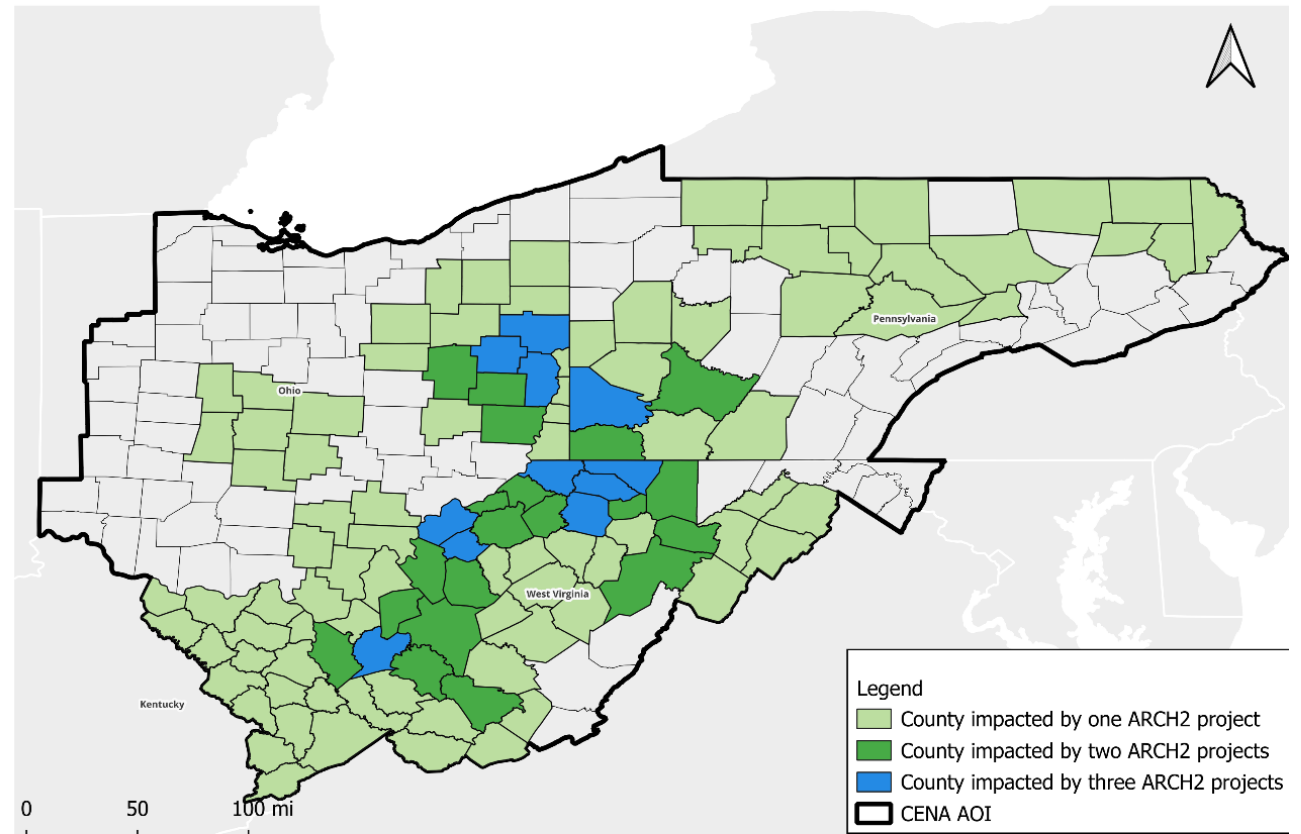 Pennsylvania
Ohio
West Virginia
Kentucky
Legend
County impacted by one ARCH2 project
County impacted by two ARCH2 projects
County impacted by three ARCH2 projects
CENA AOI
0 50 100 mi